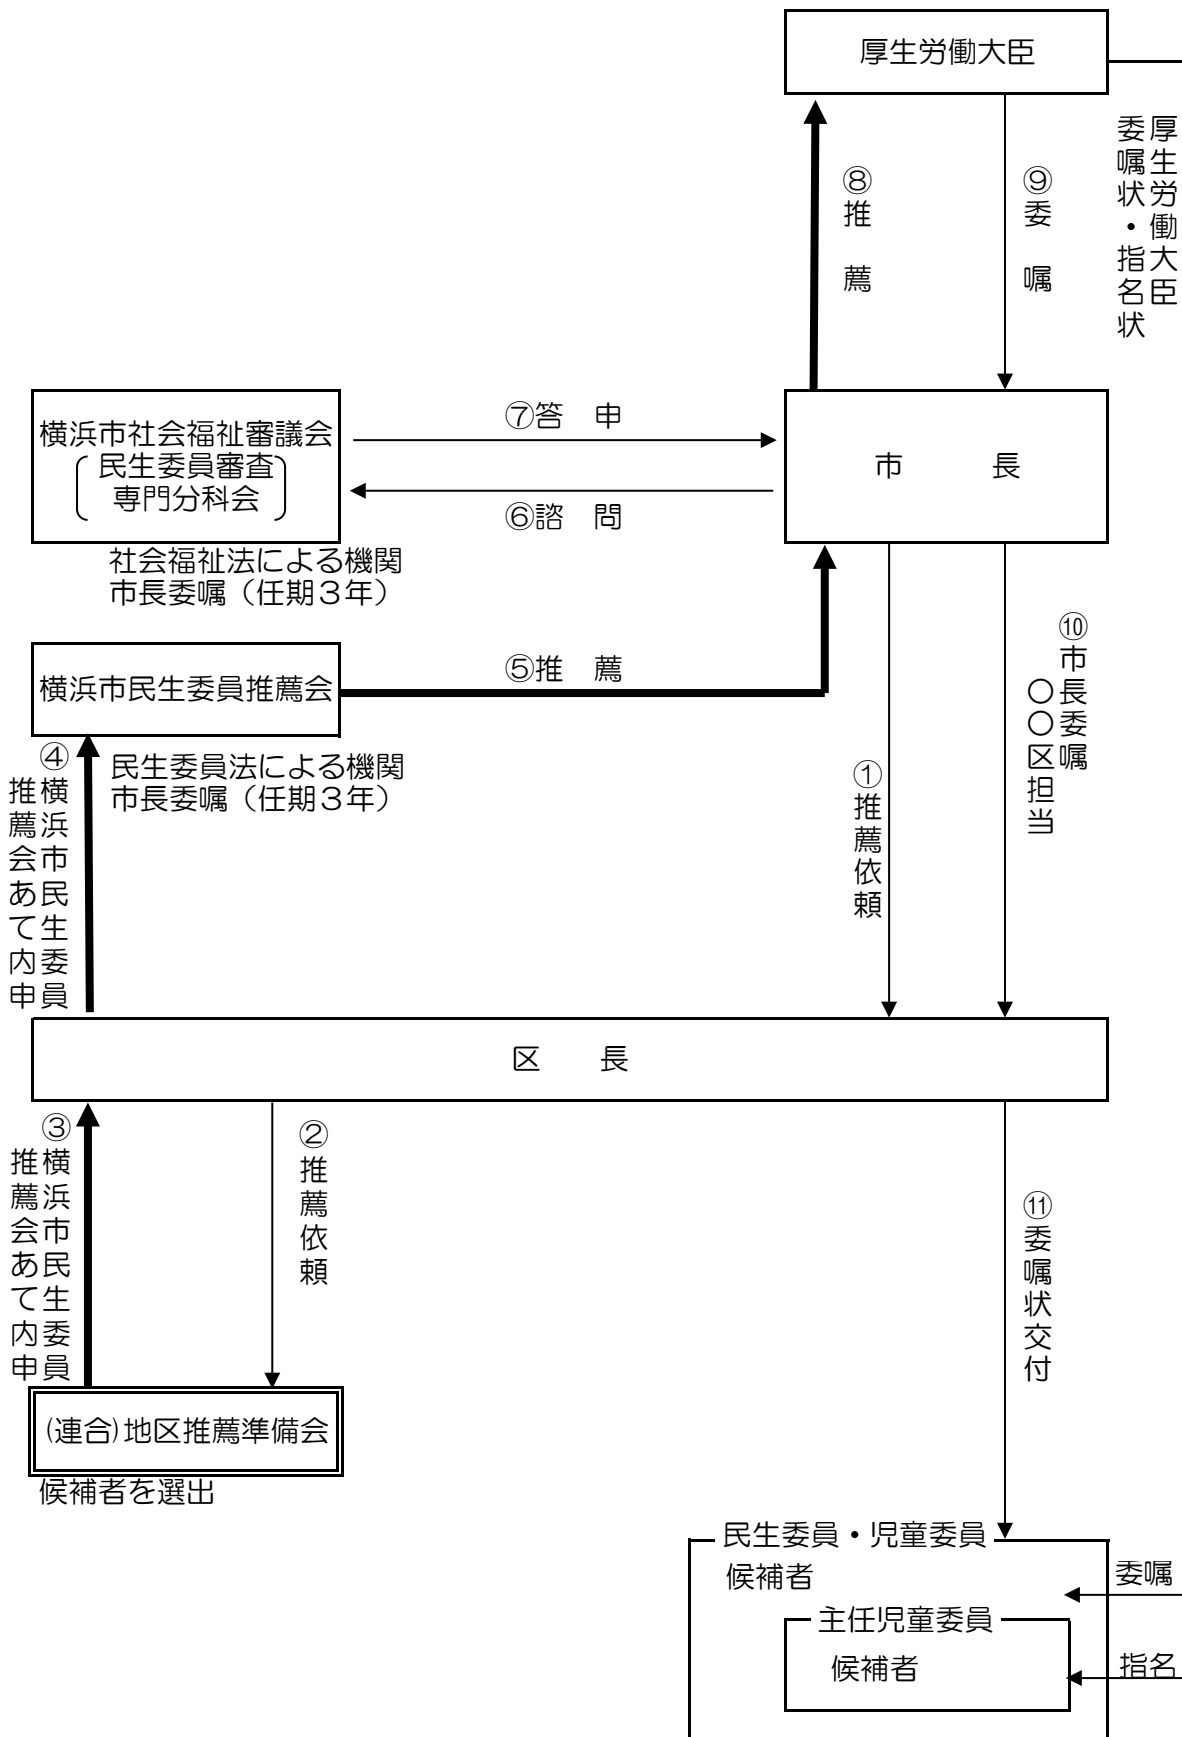 厚生労働大臣
厚生労働大臣
委嘱状・指名状
⑧推 薦
⑨委 嘱
横浜市社会福祉審議会
民生委員審査
専門分科会
⑦答 申
⑥諮 問
市 長
社会福祉法による機関
市長委嘱（任期３年）
横浜市民生委員推薦会
⑤推 薦
民生委員法による機関
市長委嘱（任期３年）
①推薦依頼
⑩市長委嘱
〇〇区担当
④横浜市民生委員
推薦会あて内申
区 長
③横浜市民生委員
推薦会あて内申
②推薦依頼
⑪委嘱状交付
(連合)地区推薦準備会
候補者を選出
民生委員・児童委員
候補者
委嘱
主任児童委員
候補者
指名